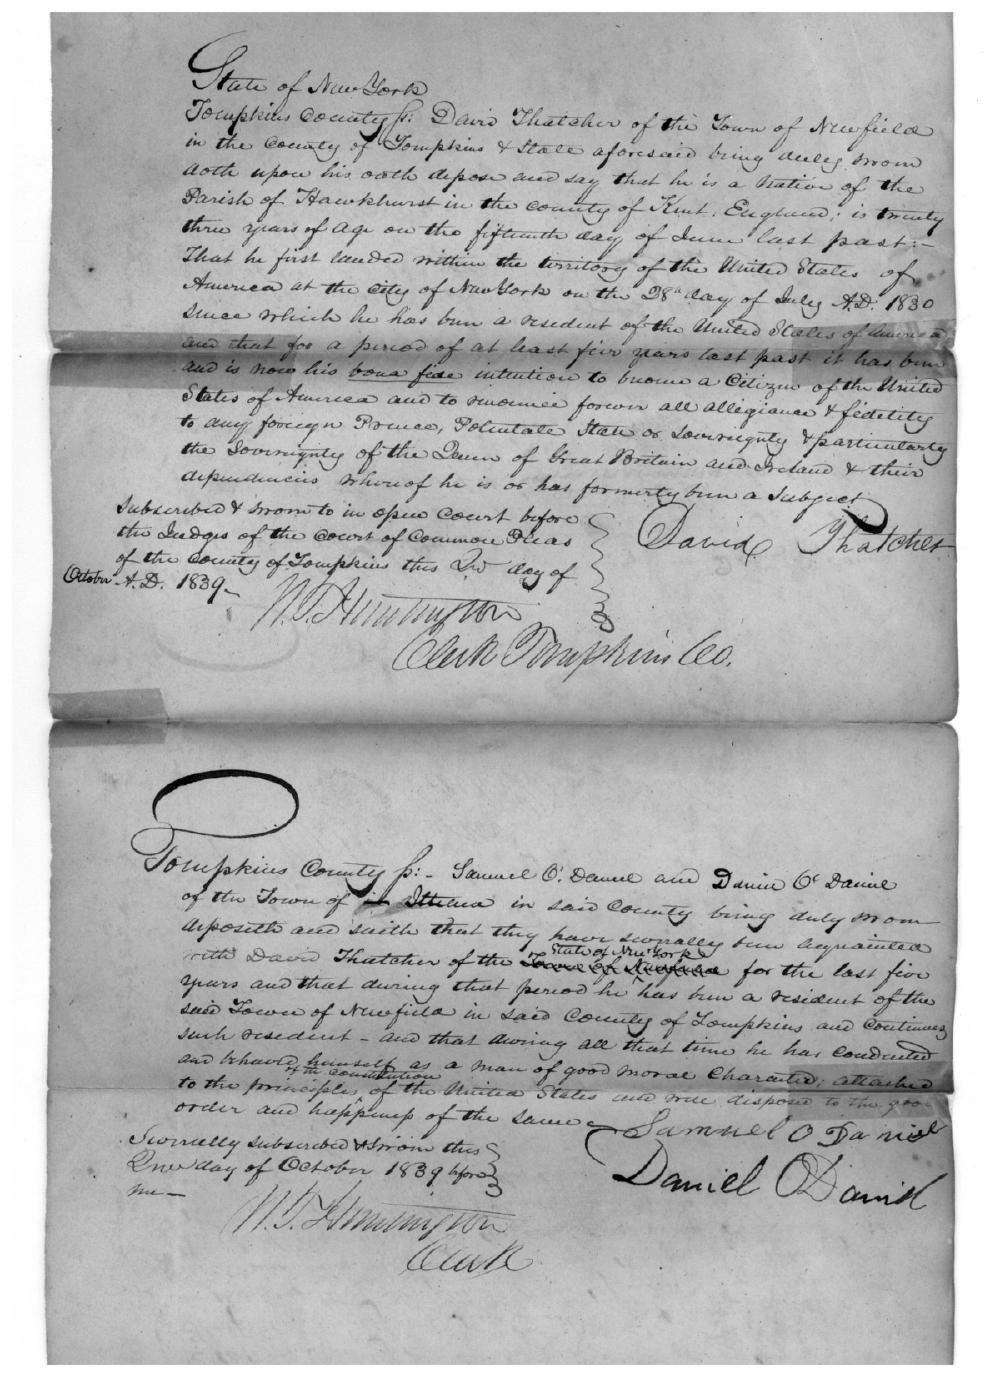 State of New York
Tompkins County ss: David Thatcher of the Town of Newfield
in the County of Tompkins & State aforesaid being duly sworn
doth upon his oath depose and say that he is a Native of the
Parish of Hawkhurst in the county of Kent, England; is twenty
three years of age on the fifteenth day of June last past:-
That he first landed within the territory of the United States of
America at the City of New York on the 28th day of July A.D. 1830
since which he has been a resident of the United States of America
and that for a period of at least five years last past it has been
and is now his bona fide intention to become a Citizen of the United
States of America and to renounce forever all allegiance & fidelity
to any foreign Prince, Potentate State or Sovereignty & particularly
the Sovereignty of the Queen of Great Britain and Ireland & their
dependencies whereof he is or has formerly been a Subject
Subscribed & sworn to in open Court before
the Judges of the Court of Common Pleas
of the County of Tompkins this 2nd day of
October A.D. 1839-
David Thatcher
W. T. Huntington
Clerk Tompkins Co.
Tompkins County ss:- Samuel O'Daniel and Daniel O'Daniel
of the Town of in Ithaca in said County being duly sworn
deposeth and saith that they have severally been acquainted
State of New York
with David Thatcher of the Town of Newfield for the last five
years and that during that period he has been a resident of the
said Town of Newfield in said County of Tompkins and continues
such resident - and that during all that time he has conducted
and behaved himself as a man of good moral Character; attached
of the constitution
to the principles of the United States and well disposed to the good
order and happiness of the same
Samuel O Daniel
Severally subscribed & sworn this
2nd day of October 1839 before
me -
Daniel O Daniel
W. T. Huntington
Clerk